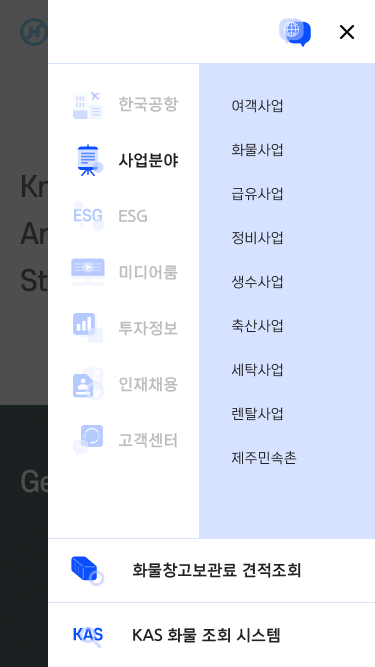 한국공항
사업분야
ESG
ESG
미디어룸
투자정보
인재채용
고객센터
여객사업
화물사업
급유사업
정비사업
생수사업
축산사업
세탁사업
렌탈사업
제주민속촌
화물창고보관료 견적조회
KAS
KAS 화물 조회 시스템
Kr
Ar
St
Ge